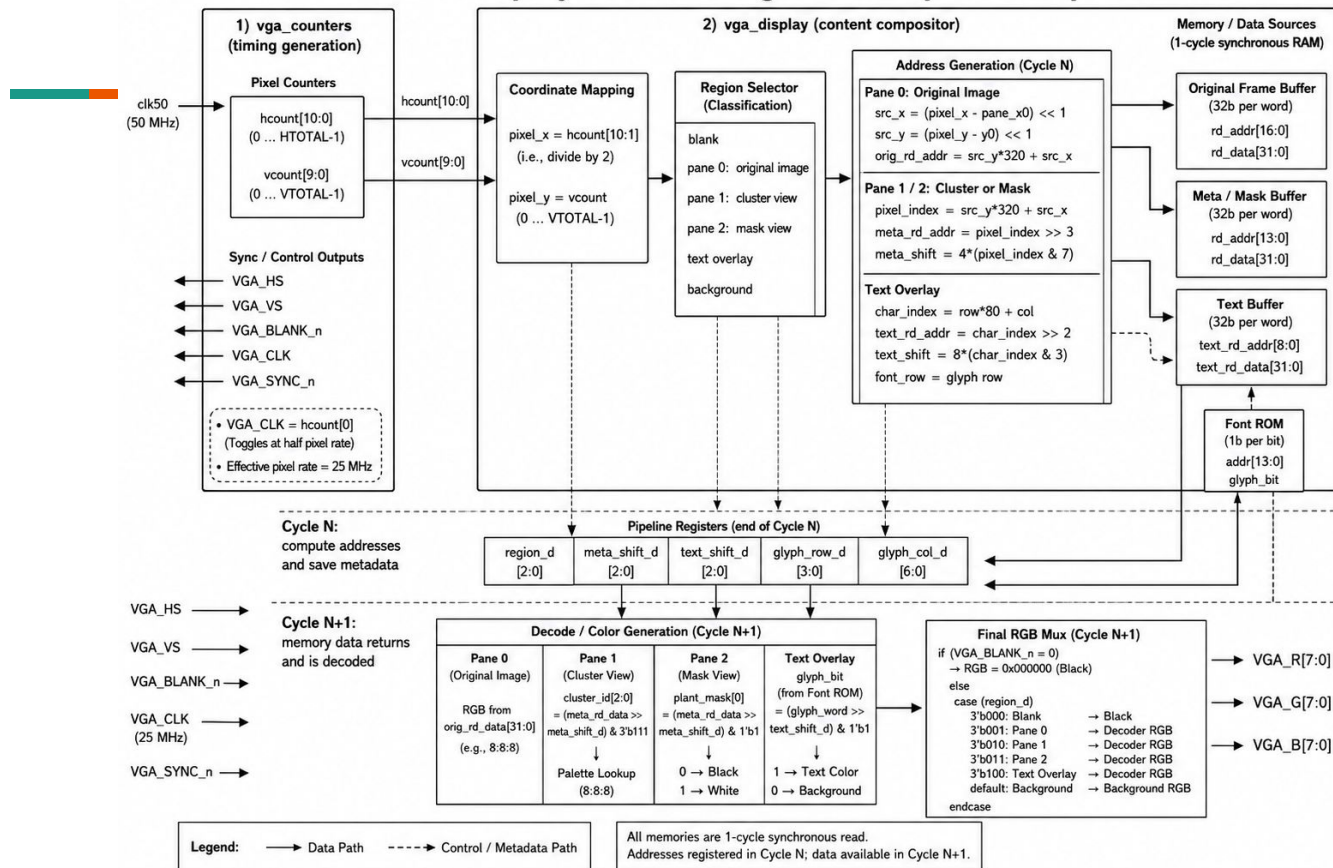 1) vga_counters
(timing generation)
Pixel Counters
clk50
(50 MHz)
hcount[10:0]
(0 ... HTOTAL-1)
vcount[9:0]
(0 ... VTOTAL-1)
Sync / Control Outputs
VGA_HS
VGA_VS
VGA_BLANK_n
VGA_CLK
VGA_SYNC_n
• VGA_CLK = hcount[0]
(Toggles at half pixel rate)
• Effective pixel rate = 25 MHz
hcount[10:0]
vcount[9:0]
2) vga_display (content compositor)
Coordinate Mapping
pixel_x = hcount[10:1]
(i.e., divide by 2)
pixel_y = vcount
(0 ... VTOTAL-1)
Region Selector
(Classification)
blank
pane 0: original image
pane 1: cluster view
pane 2: mask view
text overlay
background
Address Generation (Cycle N)
Pane 0: Original Image
src_x = (pixel_x - pane_x0) << 1
src_y = (pixel_y - y0) << 1
orig_rd_addr = src_y*320 + src_x
Pane 1 / 2: Cluster or Mask
pixel_index = src_y*320 + src_x
meta_rd_addr = pixel_index >> 3
meta_shift = 4*(pixel_index & 7)
Text Overlay
char_index = row*80 + col
text_rd_addr = char_index >> 2
text_shift = 8*(char_index & 3)
font_row = glyph row
Memory / Data Sources
(1-cycle synchronous RAM)
Original Frame Buffer
(32b per word)
rd_addr[16:0]
rd_data[31:0]
Meta / Mask Buffer
(32b per word)
rd_addr[13:0]
rd_data[31:0]
Text Buffer
(32b per word)
text_rd_addr[8:0]
text_rd_data[31:0]
Font ROM
(1b per bit)
addr[13:0]
glyph_bit
Cycle N:
compute addresses
and save metadata
Pipeline Registers (end of Cycle N)
region_d
[2:0]
meta_shift_d
[2:0]
text_shift_d
[2:0]
glyph_row_d
[3:0]
glyph_col_d
[6:0]
VGA_HS
VGA_VS
VGA_BLANK_n
VGA_CLK
(25 MHz)
VGA_SYNC_n
Cycle N+1:
memory data returns
and is decoded
Decode / Color Generation (Cycle N+1)
Pane 0
(Original Image)
RGB from
orig_rd_data[31:0]
(e.g., 8:8:8)
Pane 1
(Cluster View)
cluster_id[2:0]
= (meta_rd_data >>
meta_shift_d) & 3'b111
Palette Lookup
(8:8:8)
Pane 2
(Mask View)
plant_mask[0]
= (meta_rd_data >>
meta_shift_d) & 1'b1
0 → Black
1 → White
Text Overlay
glyph_bit
(from Font ROM)
= (glyph_word >>
text_shift_d) & 1'b1
1 → Text Color
0 → Background
Final RGB Mux (Cycle N+1)
if (VGA_BLANK_n = 0)
→ RGB = 0x000000 (Black)
else
case (region_d)
3'b000: Blank → Black
3'b001: Pane 0 → Decoder RGB
3'b010: Pane 1 → Decoder RGB
3'b011: Pane 2 → Decoder RGB
3'b100: Text Overlay → Decoder RGB
default: Background → Background RGB
endcase
VGA_R[7:0]
VGA_G[7:0]
VGA_B[7:0]
Legend: → Data Path ----> Control / Metadata Path
All memories are 1-cycle synchronous read.
Addresses registered in Cycle N; data available in Cycle N+1.